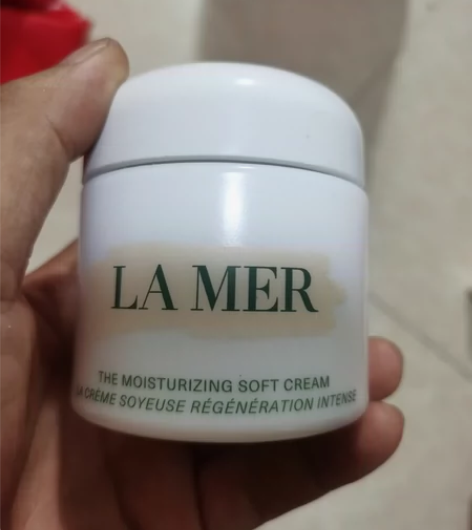 LA MER
THE MOISTURIZING SOFT CREAM
LA CRÈME SOYEUSE RÉGÉNÉRATION INTENSE